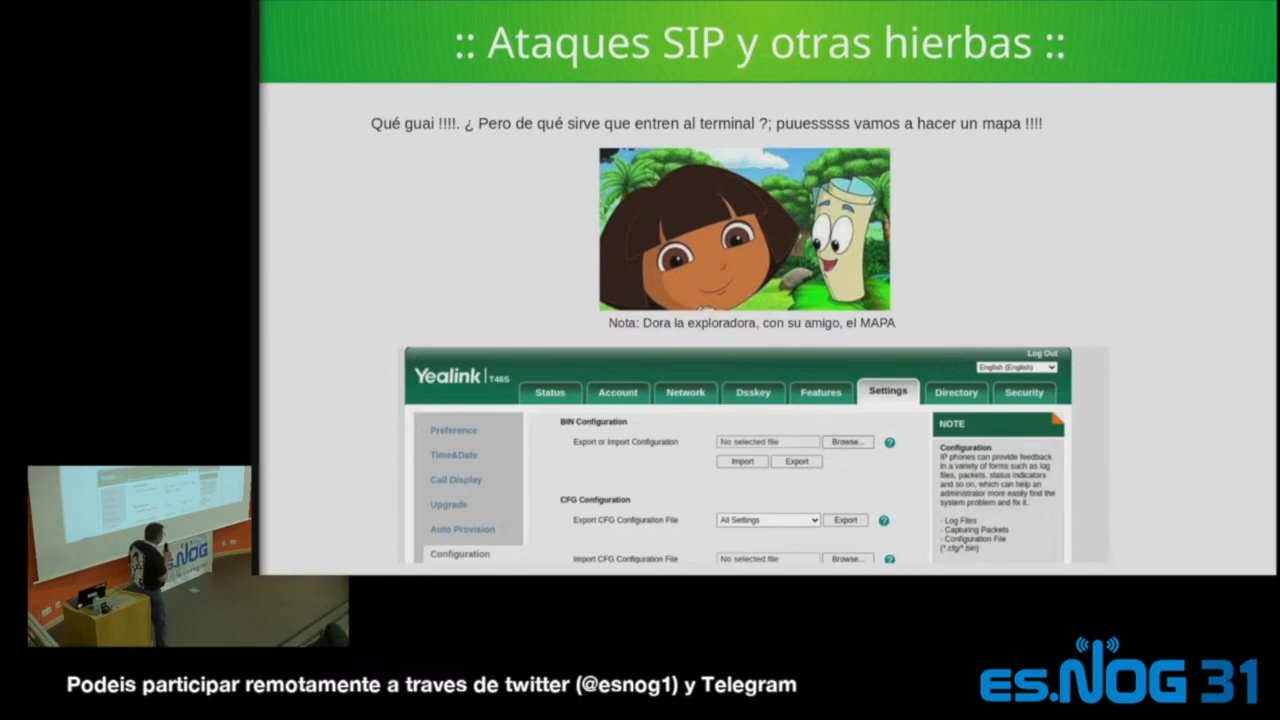 :: Ataques SIP y otras hierbas ::
Qué guai !!!!. ¿ Pero de qué sirve que entren al terminal ?; puuesssss vamos a hacer un mapa !!!!
Nota: Dora la exploradora, con su amigo, el MAPA
Log Out
Yealink | T46S
English (English)
Status Account Network Dsskey Features Settings Directory Security
Preference
Time&Date
Call Display
Upgrade
Auto Provision
Configuration
BIN Configuration
Export or Import Configuration No selected file Browse... ?
Import Export
CFG Configuration
Export CFG Configuration File All Settings Export ?
Import CFG Configuration File No selected file Browse... ?
NOTE
Configuration
IP phones can provide feedback
in a variety of forms such as log
files, packets, status indicators
and so on, which can help an
administrator more easily find the
system problem and fix it.
· Log Files
· Capturing Packets
· Configuration File
(*.cfg/*.bin)
es.NOG
Podeis participar remotamente a traves de twitter (@esnog1) y Telegram
es.NOG 31